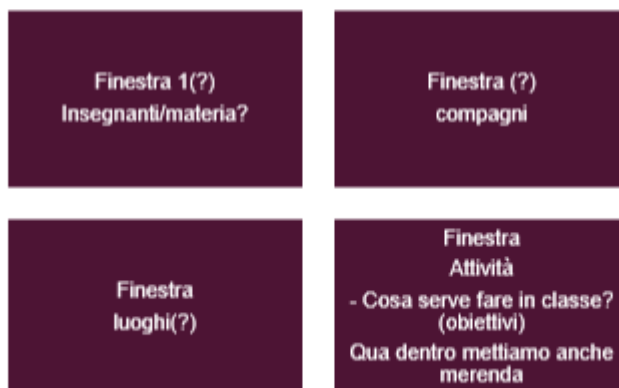 Finestra 1(?)
Insegnanti/materia?
Finestra (?)
compagni
Finestra
luoghi(?)
Finestra
Attività
- Cosa serve fare in classe?
(obiettivi)
Qua dentro mettiamo anche
merenda